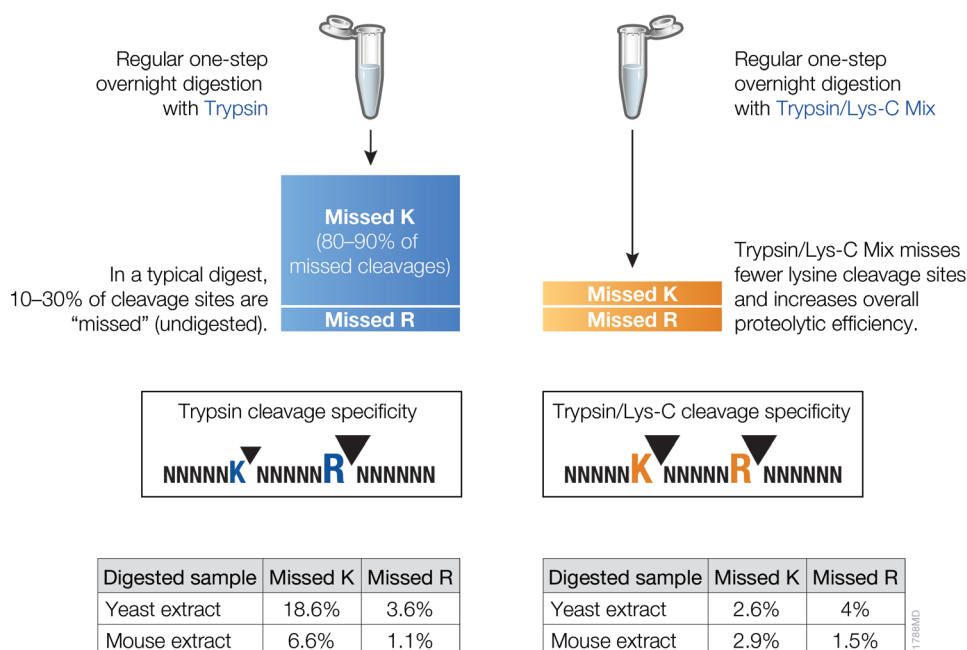 Regular one-step
overnight digestion
with Trypsin
Regular one-step
overnight digestion
with Trypsin/Lys-C Mix
Missed K
(80–90% of
missed cleavages)
Missed R
In a typical digest,
10–30% of cleavage sites are
“missed” (undigested).
Missed K
Missed R
Trypsin/Lys-C Mix misses
fewer lysine cleavage sites
and increases overall
proteolytic efficiency.
Trypsin cleavage specificity
NNNNNKNNNNNRNNNNNN
Trypsin/Lys-C cleavage specificity
NNNNNKNNNNNRNNNNNN
Digested sample Missed K Missed R
Yeast extract 18.6% 3.6%
Mouse extract 6.6% 1.1%
Digested sample Missed K Missed R
Yeast extract 2.6% 4%
Mouse extract 2.9% 1.5%
1788MD